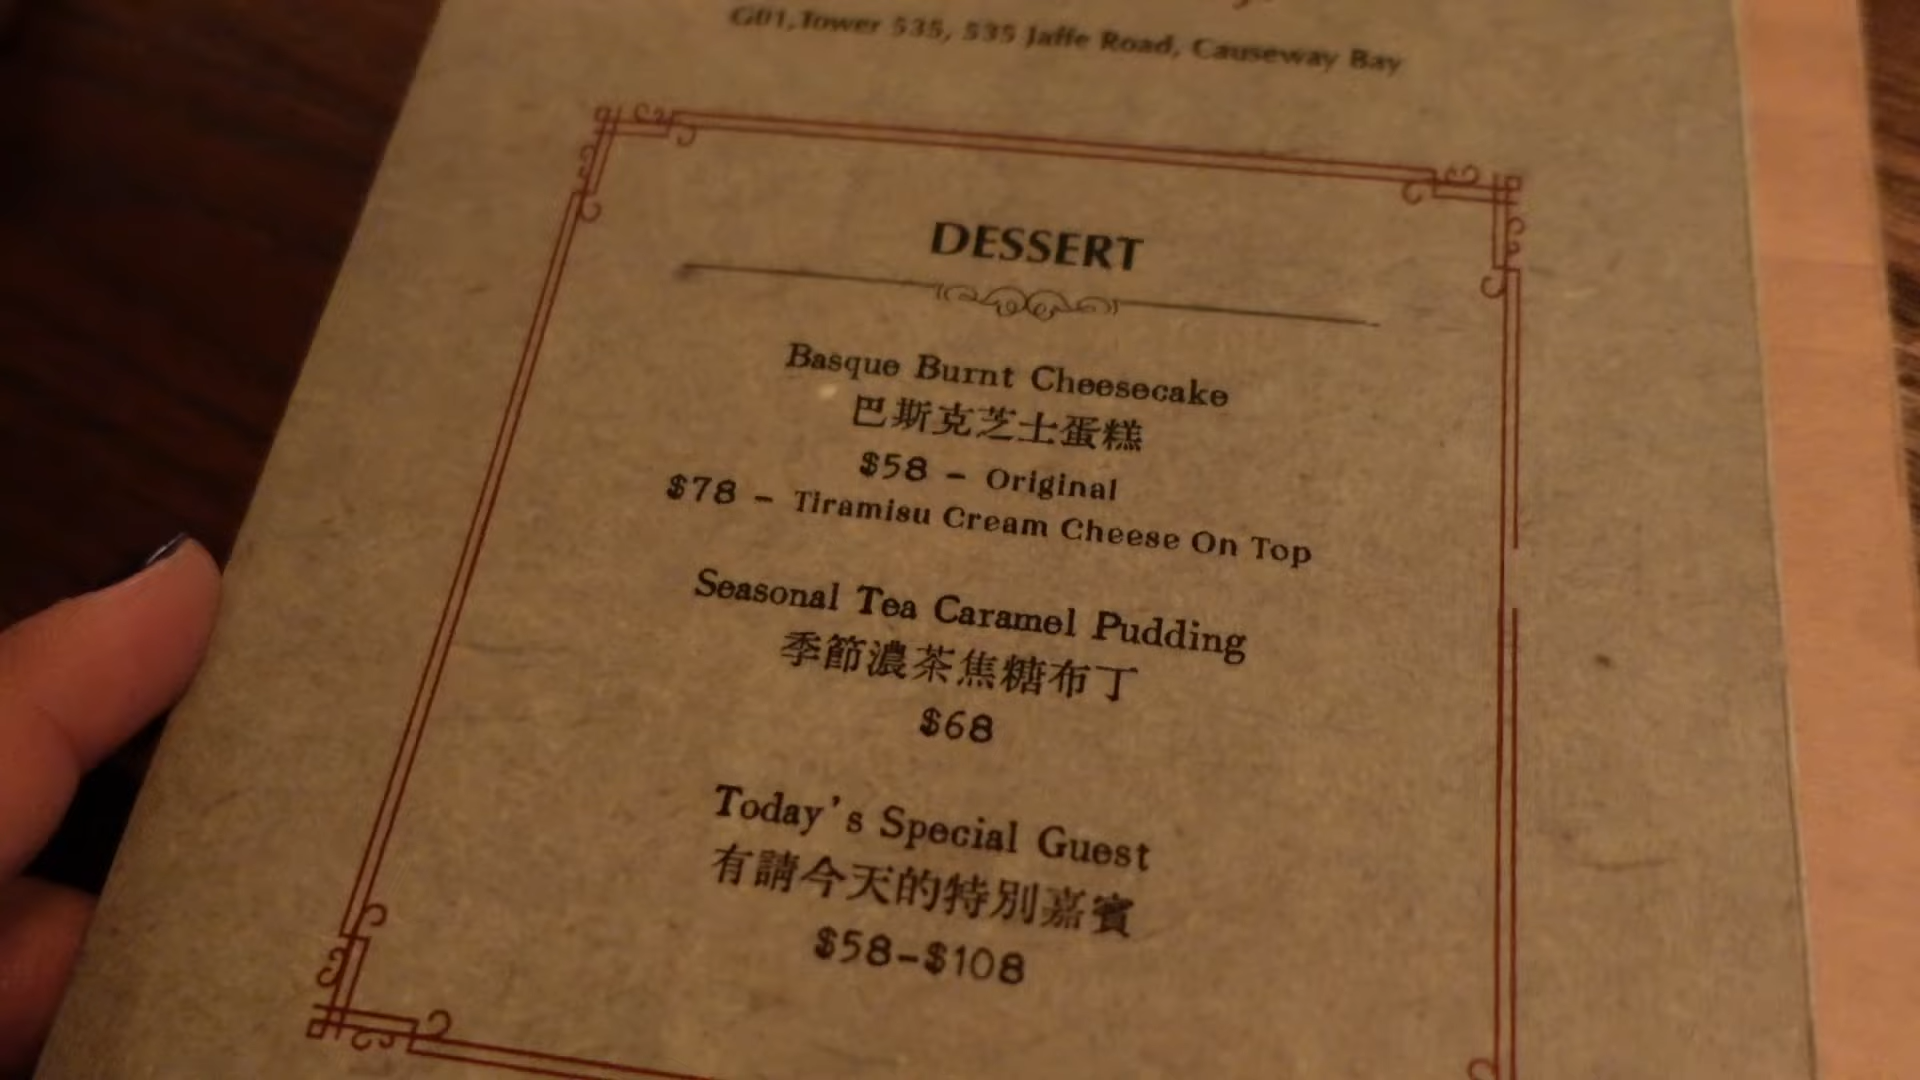 G01,Tower 535, 535 Jaffe Road, Causeway Bay
DESSERT
Basque Burnt Cheesecake
巴斯克芝士蛋糕
$58 - Original
$78 - Tiramisu Cream Cheese On Top
Seasonal Tea Caramel Pudding
季節濃茶焦糖布丁
$68
Today's Special Guest
有請今天的特別嘉賓
$58-$108